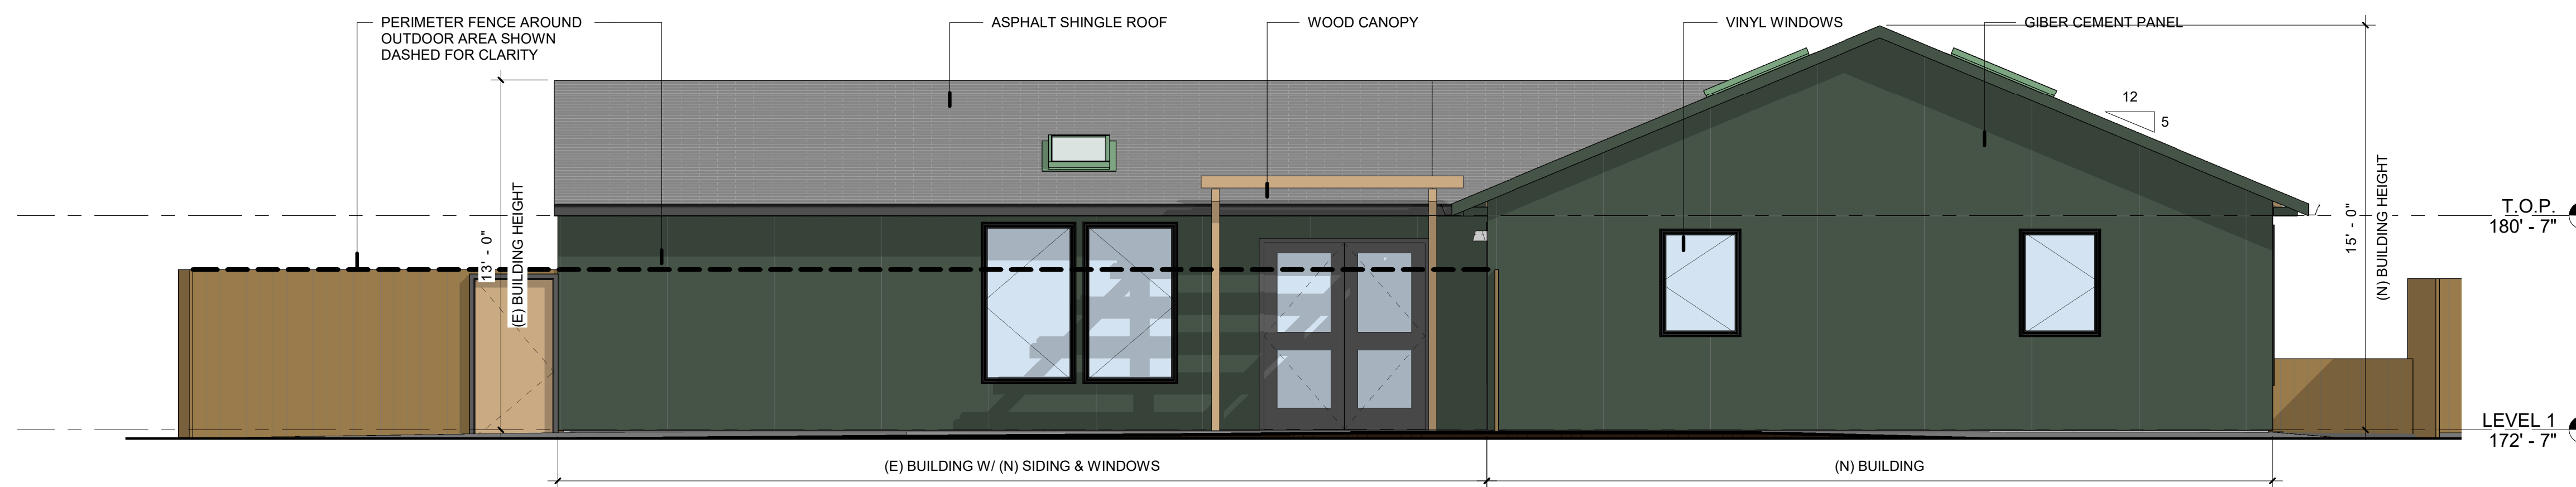 PERIMETER FENCE AROUND
OUTDOOR AREA SHOWN
DASHED FOR CLARITY
ASPHALT SHINGLE ROOF
WOOD CANOPY
VINYL WINDOWS
GIBER CEMENT PANEL
12
5
13' - 0"
(E) BUILDING HEIGHT
15' - 0"
(N) BUILDING HEIGHT
T.O.P.
180' - 7"
LEVEL 1
172' - 7"
(E) BUILDING W/ (N) SIDING & WINDOWS
(N) BUILDING